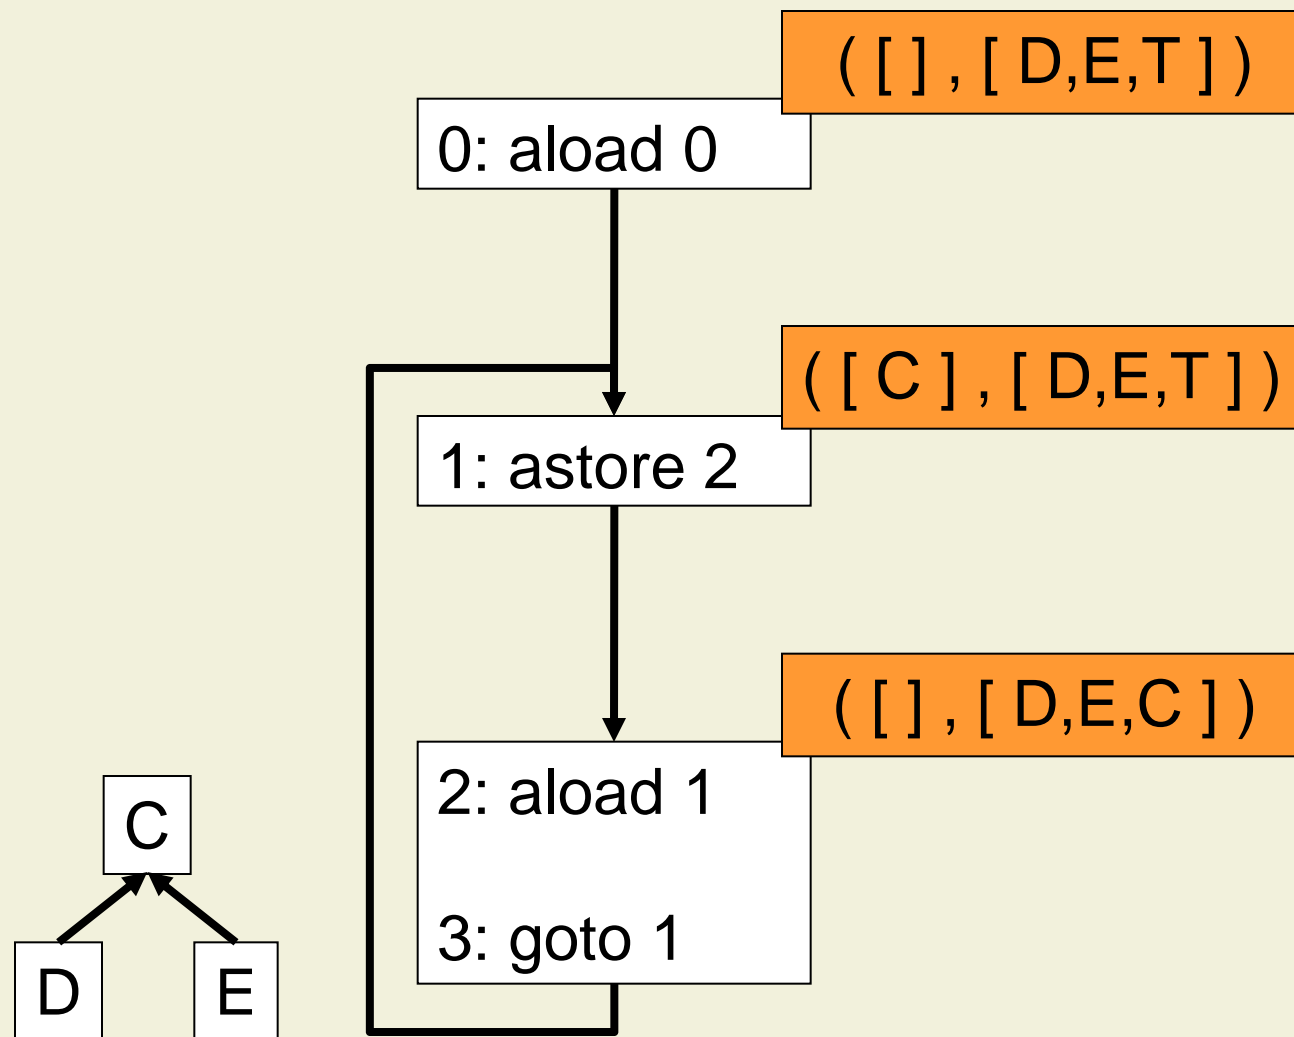 ( [ ] , [ D,E,T ] )
0: aload 0
( [ C ] , [ D,E,T ] )
1: astore 2
( [ ] , [ D,E,C ] )
2: aload 1
3: goto 1
C
D E